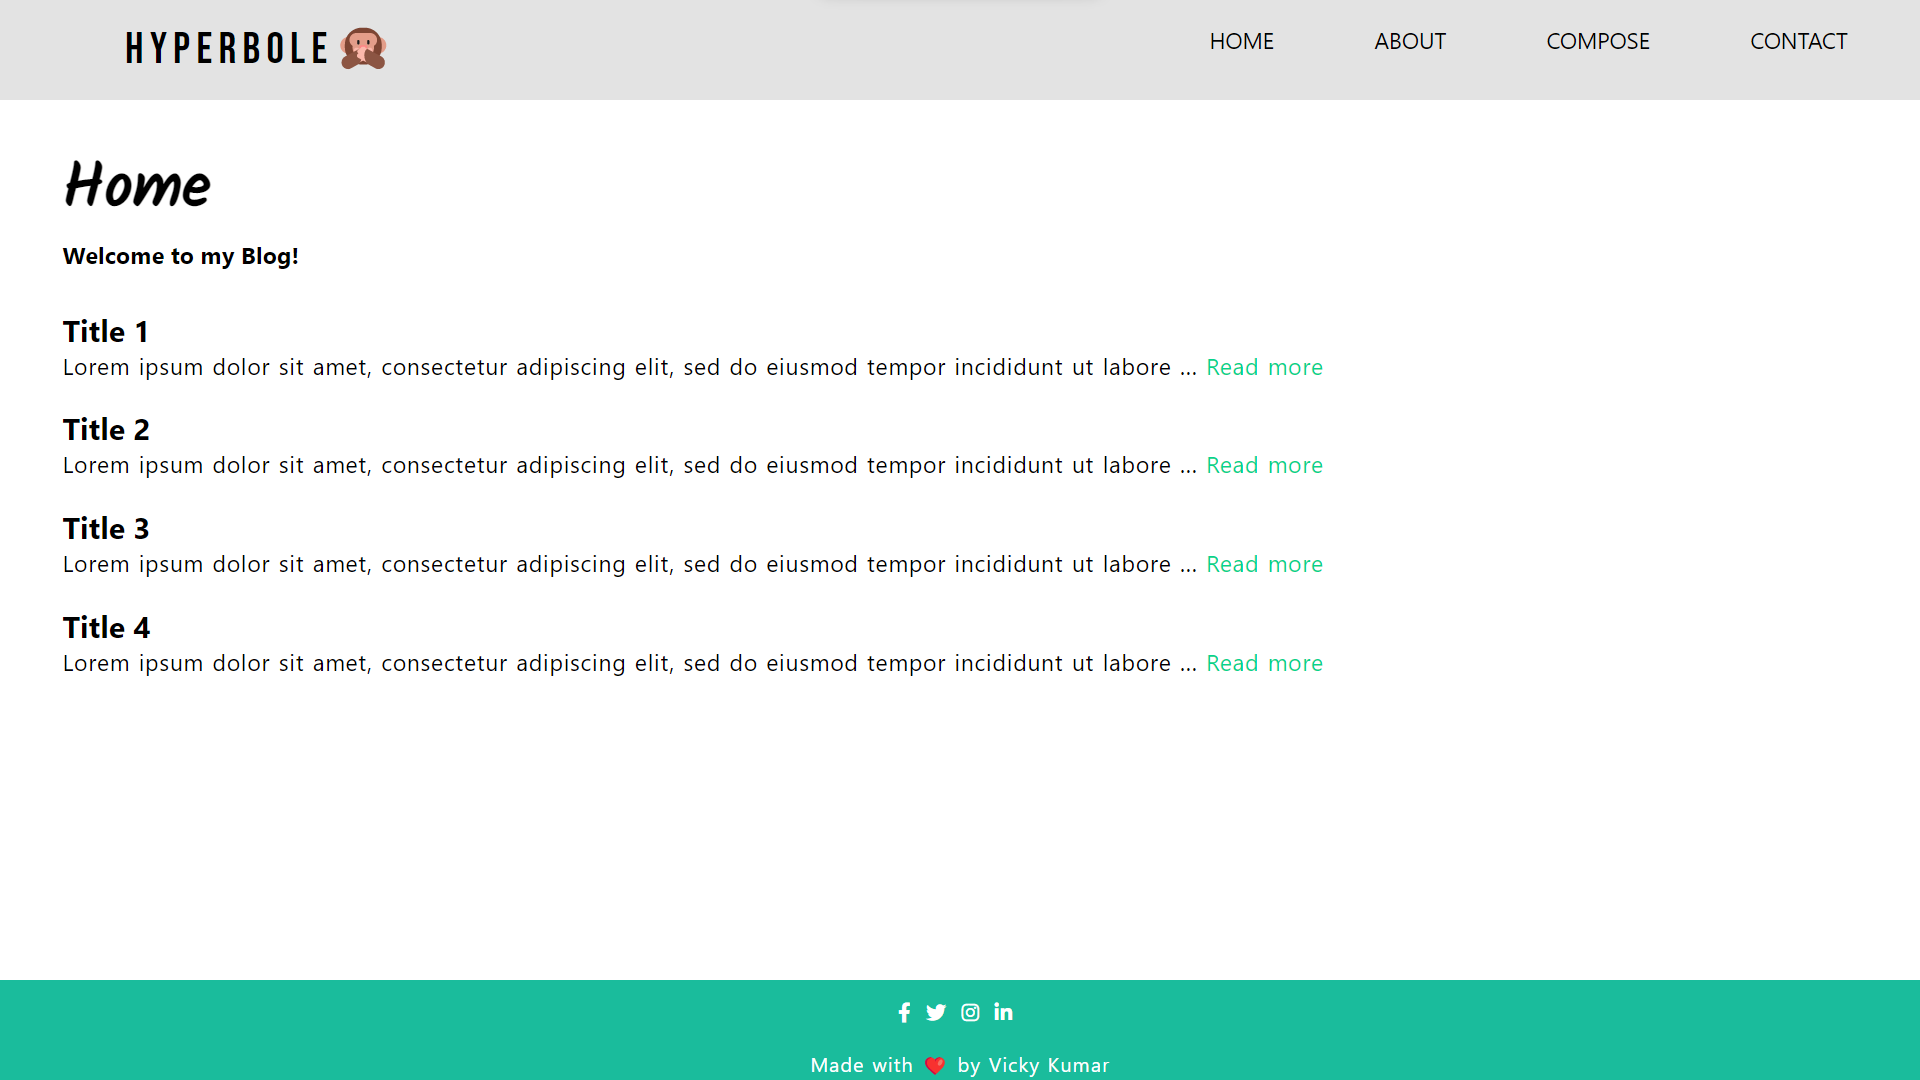 HYPERBOLE
HOME ABOUT COMPOSE CONTACT
Home
Welcome to my Blog!
Title 1
Lorem ipsum dolor sit amet, consectetur adipiscing elit, sed do eiusmod tempor incididunt ut labore ... Read more
Title 2
Lorem ipsum dolor sit amet, consectetur adipiscing elit, sed do eiusmod tempor incididunt ut labore ... Read more
Title 3
Lorem ipsum dolor sit amet, consectetur adipiscing elit, sed do eiusmod tempor incididunt ut labore ... Read more
Title 4
Lorem ipsum dolor sit amet, consectetur adipiscing elit, sed do eiusmod tempor incididunt ut labore ... Read more
Made with ❤️ by Vicky Kumar